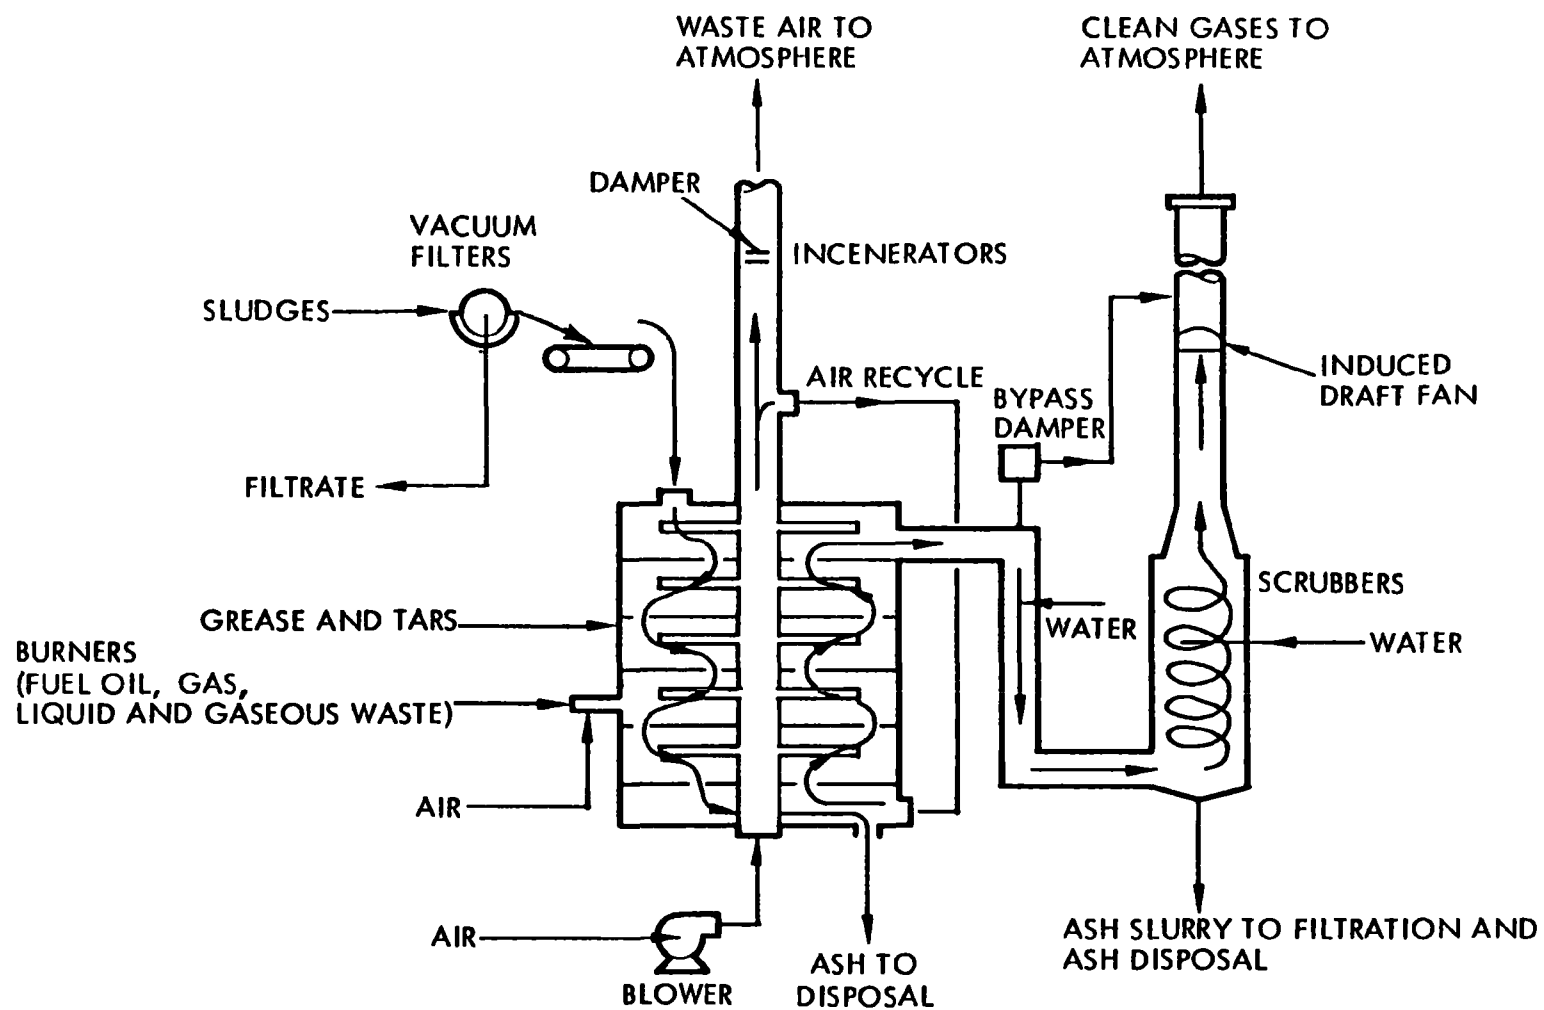 WASTE AIR TO
ATMOSPHERE
CLEAN GASES TO
ATMOSPHERE
DAMPER
VACUUM
FILTERS
INCENERATORS
SLUDGES
AIR RECYCLE
INDUCED
DRAFT FAN
BYPASS
DAMPER
FILTRATE
SCRUBBERS
GREASE AND TARS
WATER
WATER
BURNERS
(FUEL OIL, GAS,
LIQUID AND GASEOUS WASTE)
AIR
AIR
BLOWER
ASH TO
DISPOSAL
ASH SLURRY TO FILTRATION AND
ASH DISPOSAL